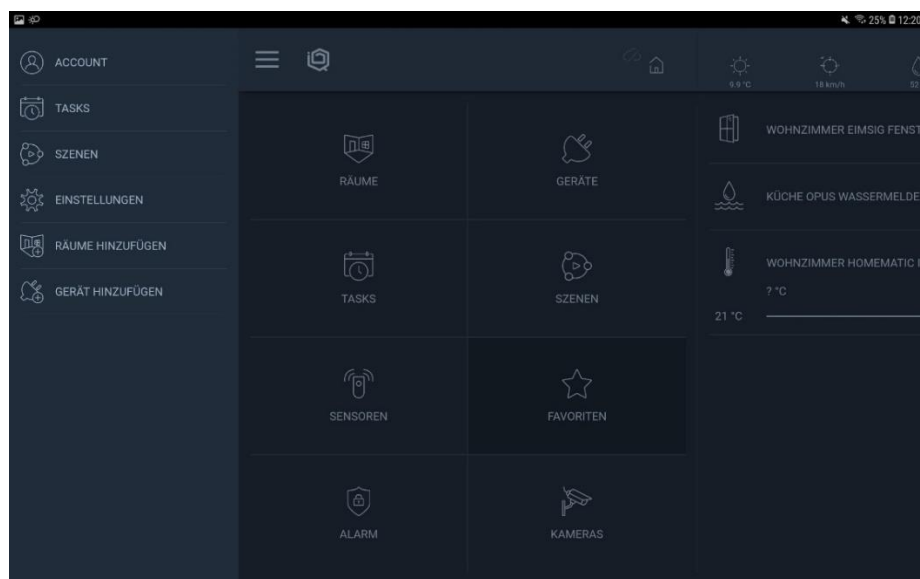 25% 12:20
ACCOUNT
TASKS
SZENEN
EINSTELLUNGEN
RÄUME HINZUFÜGEN
GERÄT HINZUFÜGEN
RÄUME
GERÄTE
TASKS
SZENEN
SENSOREN
FAVORITEN
ALARM
KAMERAS
9.9 °C
18 km/h
52
WOHNZIMMER EIMSIG FENST
KÜCHE OPUS WASSERMELDE
WOHNZIMMER HOMEMATIC I
? °C
21 °C